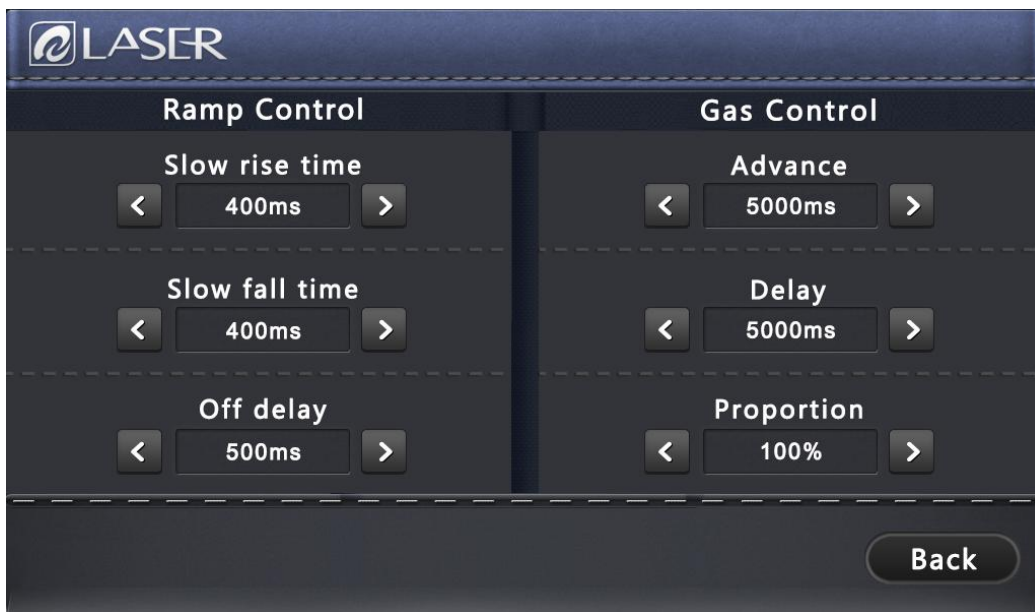 LASER
Ramp Control
Slow rise time
400ms
Slow fall time
400ms
Off delay
500ms
Gas Control
Advance
5000ms
Delay
5000ms
Proportion
100%
Back